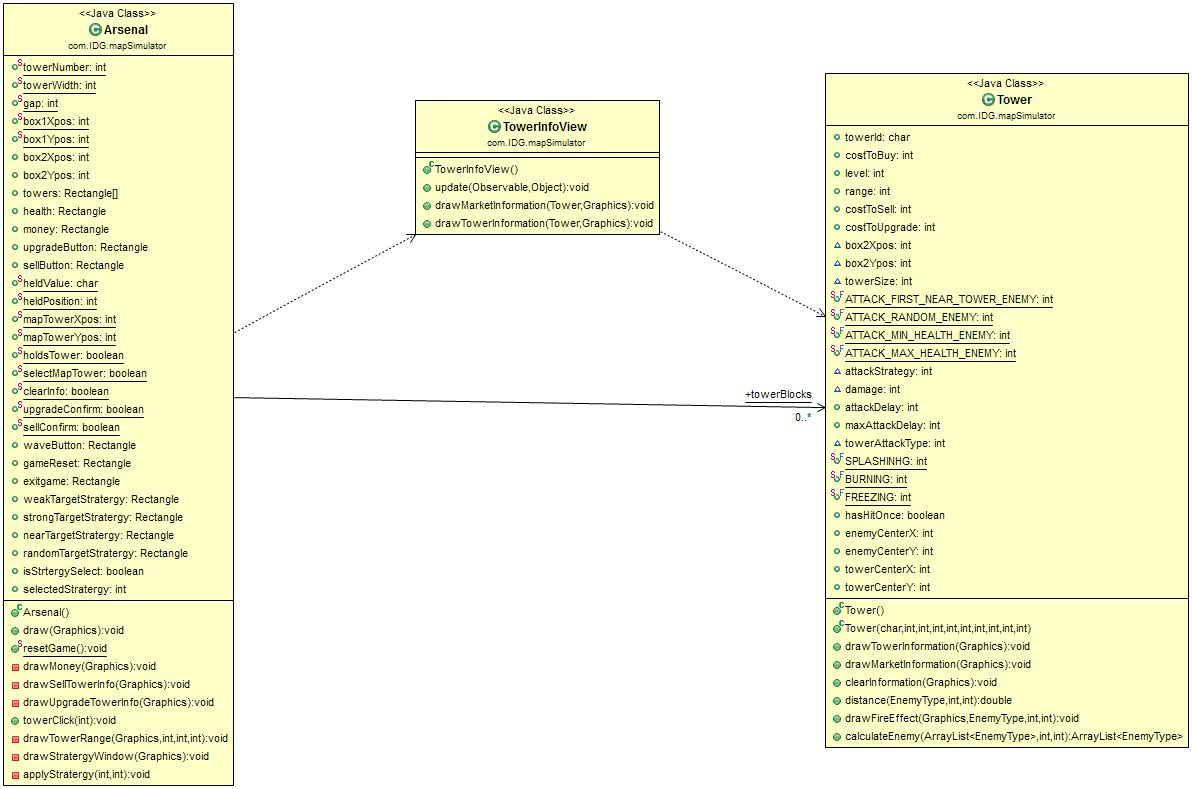 <<Java Class>>
Arsenal
com.IDG.mapSimulator
towerNumber: int
towerWidth: int
gap: int
box1Xpos: int
box1Ypos: int
box2Xpos: int
box2Ypos: int
towers: Rectangle[]
health: Rectangle
money: Rectangle
upgradeButton: Rectangle
sellButton: Rectangle
heldValue: char
heldPosition: int
mapTowerXpos: int
mapTowerYpos: int
holdsTower: boolean
selectMapTower: boolean
clearInfo: boolean
upgradeConfirm: boolean
sellConfirm: boolean
waveButton: Rectangle
gameReset: Rectangle
exitgame: Rectangle
weakTargetStratergy: Rectangle
strongTargetStratergy: Rectangle
nearTargetStratergy: Rectangle
randomTargetStratergy: Rectangle
isStrtergySelect: boolean
selectedStratergy: int
Arsenal()
draw(Graphics):void
resetGame():void
drawMoney(Graphics):void
drawSellTowerInfo(Graphics):void
drawUpgradeTowerInfo(Graphics):void
towerClick(int):void
drawTowerRange(Graphics,int,int,int):void
drawStratergyWindow(Graphics):void
applyStratergy(int,int):void
<<Java Class>>
TowerInfoView
com.IDG.mapSimulator
TowerInfoView()
update(Observable,Object):void
drawMarketInformation(Tower,Graphics):void
drawTowerInformation(Tower,Graphics):void
+towerBlocks
0..*
<<Java Class>>
Tower
com.IDG.mapSimulator
towerId: char
costToBuy: int
level: int
range: int
costToSell: int
costToUpgrade: int
box2Xpos: int
box2Ypos: int
towerSize: int
ATTACK_FIRST_NEAR_TOWER_ENEMY: int
ATTACK_RANDOM_ENEMY: int
ATTACK_MIN_HEALTH_ENEMY: int
ATTACK_MAX_HEALTH_ENEMY: int
attackStrategy: int
damage: int
attackDelay: int
maxAttackDelay: int
towerAttackType: int
SPLASHINHG: int
BURNING: int
FREEZING: int
hasHitOnce: boolean
enemyCenterX: int
enemyCenterY: int
towerCenterX: int
towerCenterY: int
Tower()
Tower(char,int,int,int,int,int,int,int,int,int)
drawTowerInformation(Graphics):void
drawMarketInformation(Graphics):void
clearInformation(Graphics):void
distance(EnemyType,int,int):double
drawFireEffect(Graphics,EnemyType,int,int):void
calculateEnemy(ArrayList<EnemyType>,int,int):ArrayList<EnemyType>